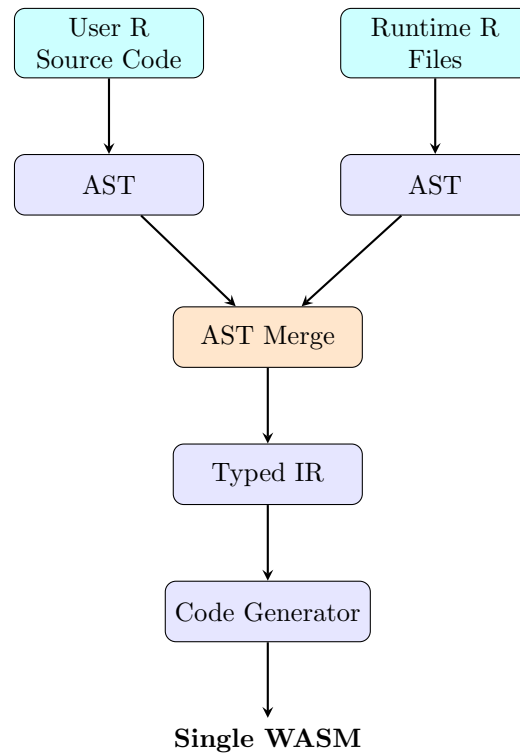 User R
Source Code
Runtime R
Files
AST
AST
AST Merge
Typed IR
Code Generator
Single WASM